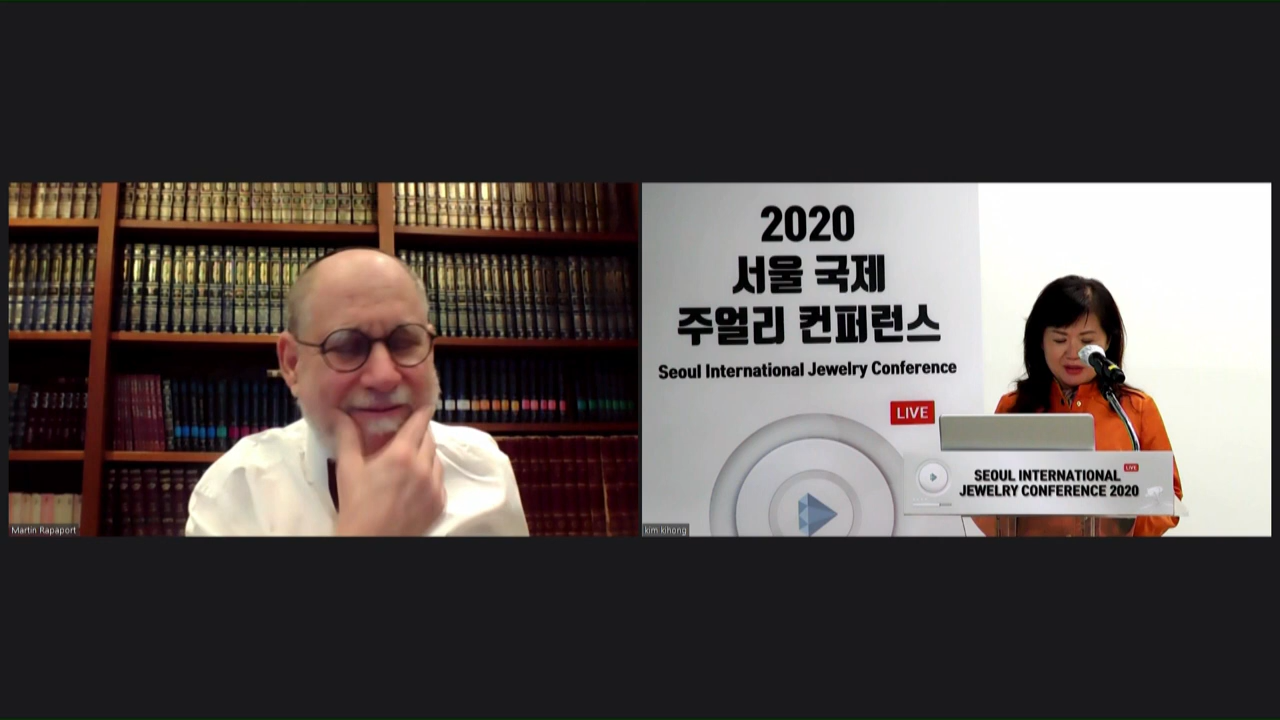 Martin Rapaport
2020
서울 국제
주얼리 컨퍼런스
Seoul International Jewelry Conference
LIVE
LIVE
SEOUL INTERNATIONAL
JEWELRY CONFERENCE 2020
kim kihong